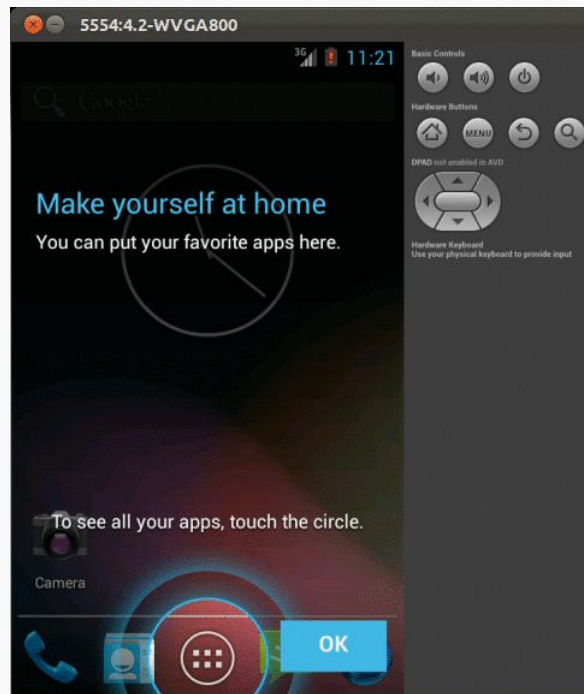 5554:4.2-WVGA800
3G 11:21
Google
Make yourself at home
You can put your favorite apps here.
To see all your apps, touch the circle.
Camera
OK
Basic Controls
Hardware Buttons
MENU
DPAD not enabled in AVD
Hardware Keyboard
Use your physical keyboard to provide input